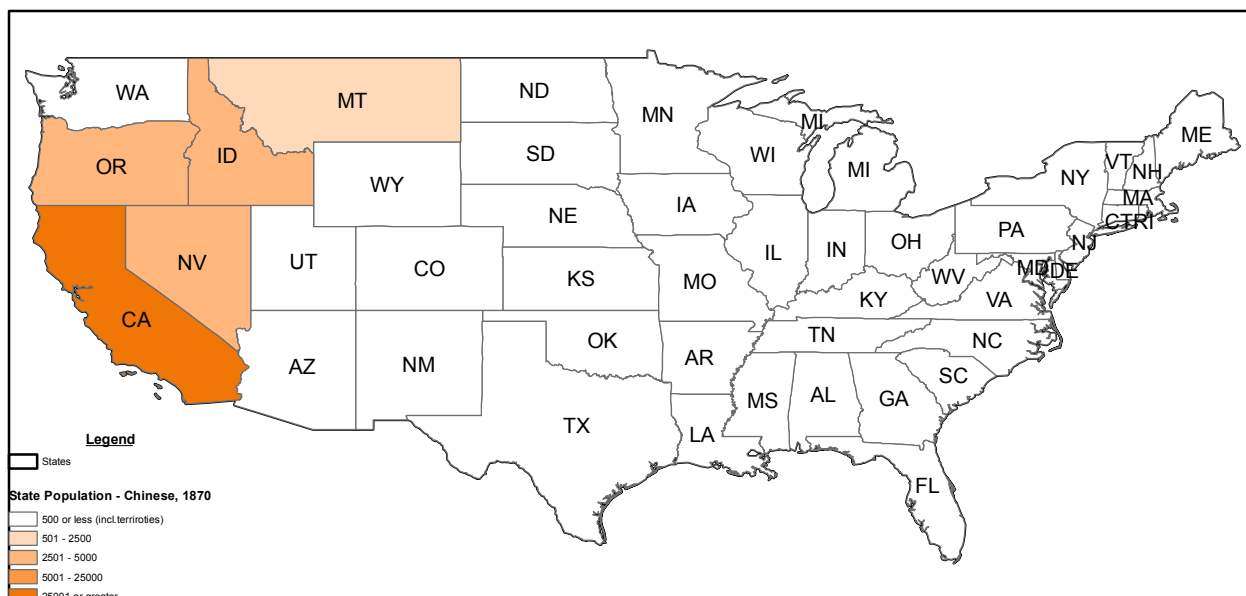 WA
MT
ND
MN
MI
ME
OR
ID
SD
WI
MI
VT
NH
NY
MA
WY
IA
CT
RI
NE
PA
NJ
NV
UT
CO
IL
IN
OH
MD
DE
KS
MO
WV
VA
KY
CA
OK
TN
NC
AZ
NM
AR
SC
MS
AL
GA
TX
LA
FL
Legend
States
State Population - Chinese, 1870
500 or less (incl.terriroties)
501 - 2500
2501 - 5000
5001 - 25000
25001 or greater